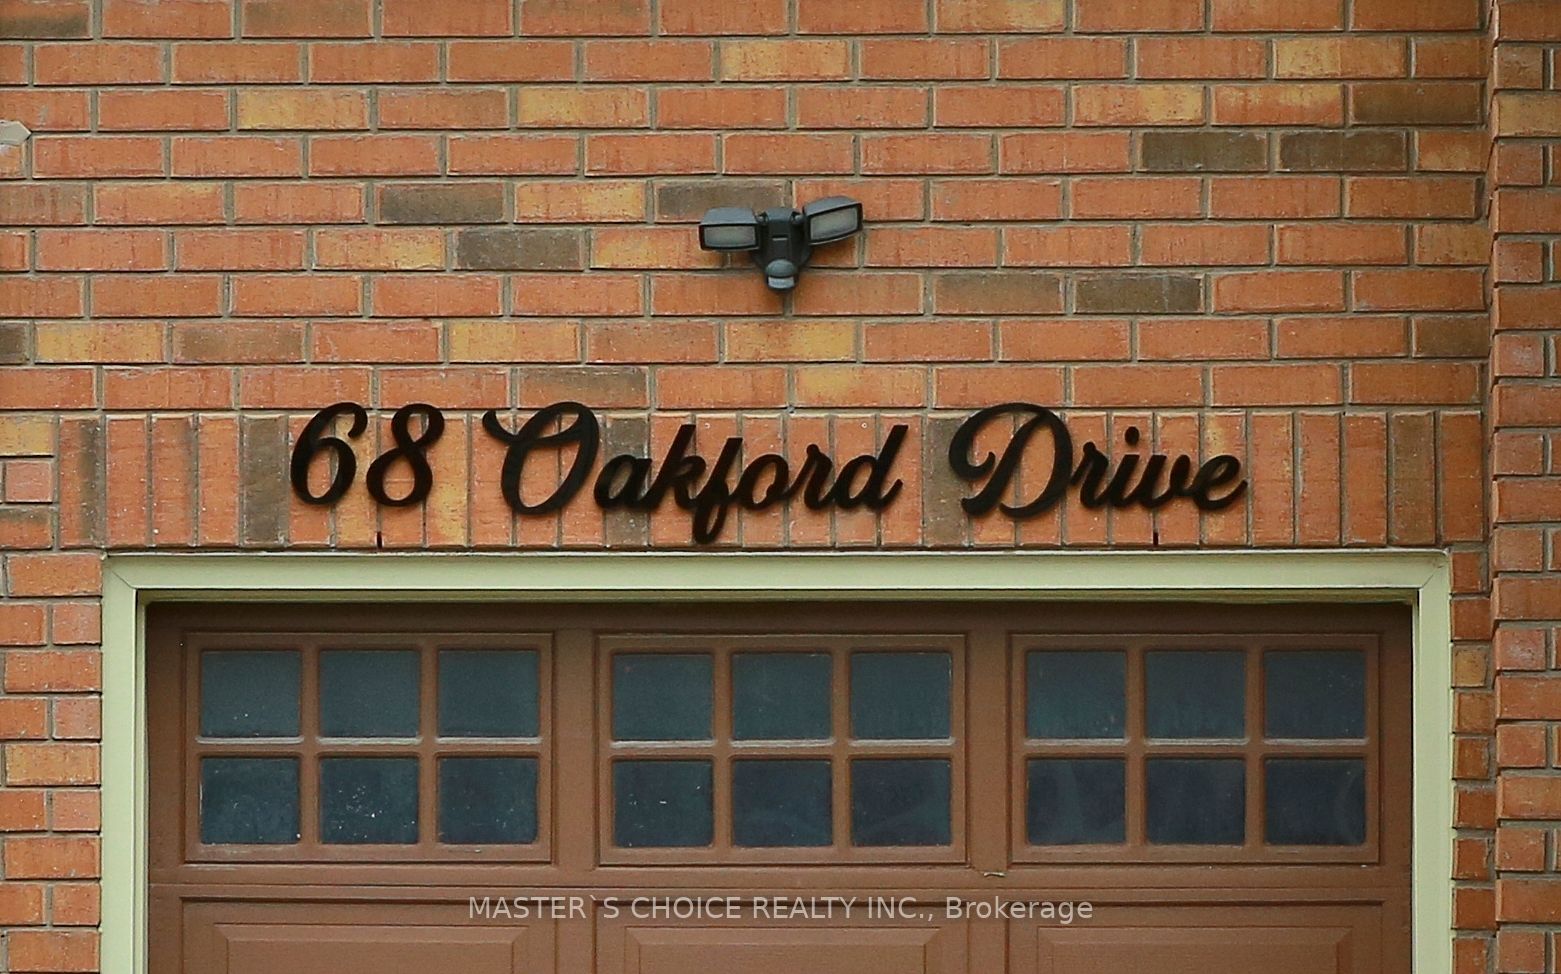 68 Oakford Drive
MASTER`S CHOICE REALTY INC., Brokerage